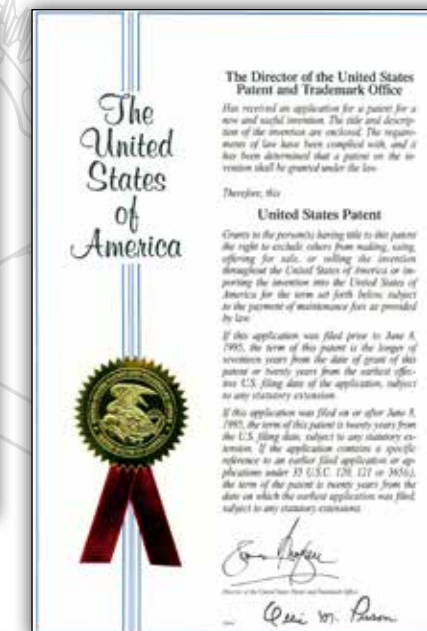 The
United
States
of
America
The Director of the United States
Patent and Trademark Office
Has received an application for a patent for a
new and useful invention. The title and descrip-
tion of the invention are enclosed. The require-
ments of law have been complied with, and it
has been determined that a patent on the in-
vention shall be granted under the law.
Therefore, this
United States Patent
Grants to the person(s) having title to this patent
the right to exclude others from making, using,
offering for sale, or selling the invention
throughout the United States of America or im-
porting the invention into the United States of
America for the term set forth below, subject
to the payment of maintenance fees as provided
by law.
If this application was filed prior to June 8,
1995, the term of this patent is the longer of
seventeen years from the date of grant of this
patent or twenty years from the earliest effec-
tive U.S. filing date of the application, subject
to any statutory extension.
If this application was filed on or after June 8,
1995, the term of this patent is twenty years from
the U.S. filing date, subject to any statutory ex-
tension. If the application contains a specific
reference to an earlier filed application or ap-
plications under 35 U.S.C. 120, 121 or 365(c),
the term of the patent is twenty years from the
date on which the earliest application was filed,
subject to any statutory extensions.
Director of the United States Patent and Trademark Office